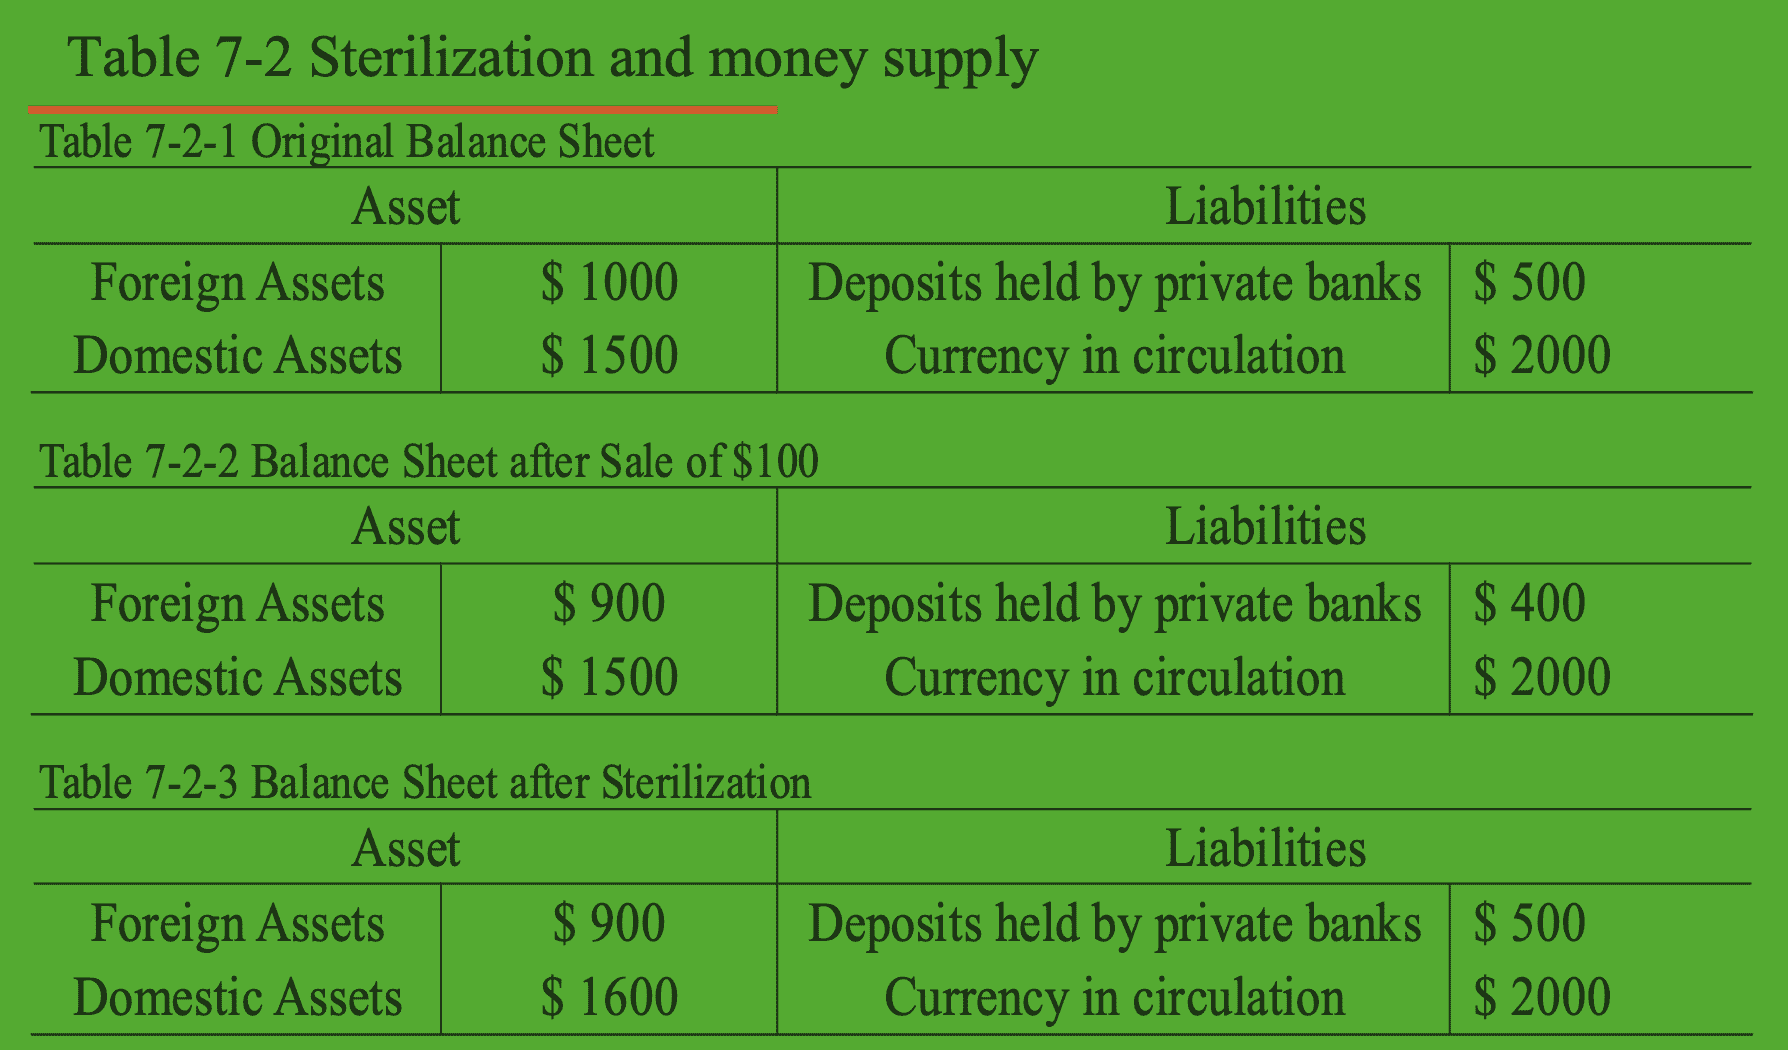 Table 7-2 Sterilization and money supply
Table 7-2-1 Original Balance Sheet
Asset Liabilities
Foreign Assets $ 1000 Deposits held by private banks $ 500
Domestic Assets $ 1500 Currency in circulation $ 2000
Table 7-2-2 Balance Sheet after Sale of $100
Asset Liabilities
Foreign Assets $ 900 Deposits held by private banks $ 400
Domestic Assets $ 1500 Currency in circulation $ 2000
Table 7-2-3 Balance Sheet after Sterilization
Asset Liabilities
Foreign Assets $ 900 Deposits held by private banks $ 500
Domestic Assets $ 1600 Currency in circulation $ 2000